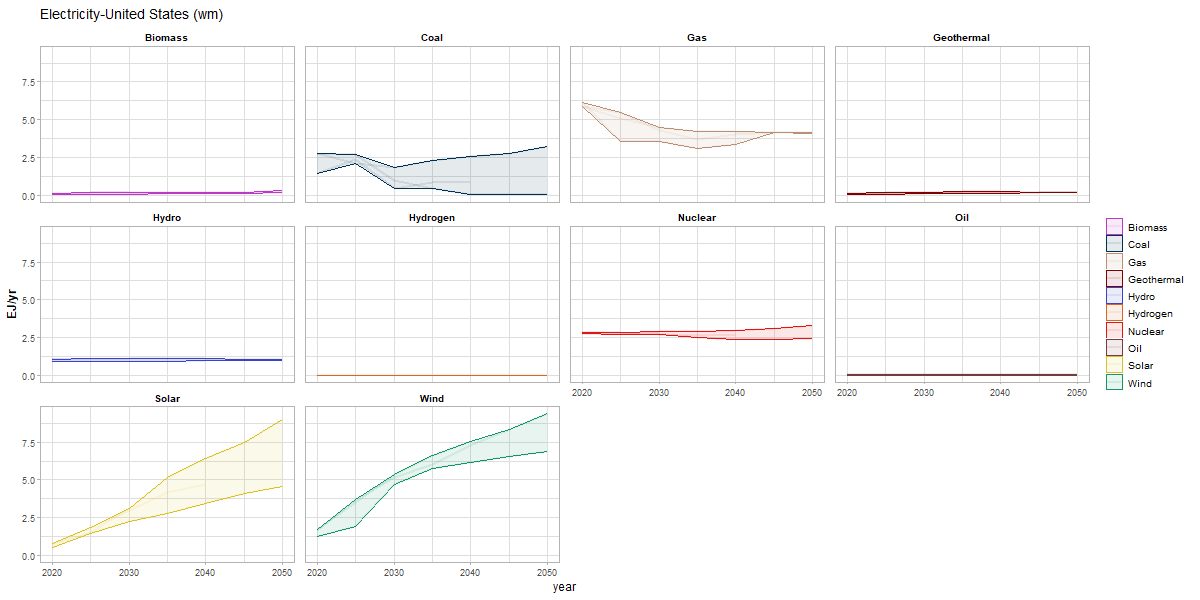 Electricity-United States (wm)
Biomass
Coal
Gas
Geothermal
7.5
5.0
2.5
0.0
Hydro
Hydrogen
Nuclear
Oil
7.5
5.0
2.5
0.0
2020
2030
2040
2050
2020
2030
2040
2050
Solar
Wind
7.5
5.0
2.5
0.0
2020
2030
2040
2050
2020
2030
2040
2050
EJ/yr
year
Biomass
Coal
Gas
Geothermal
Hydro
Hydrogen
Nuclear
Oil
Solar
Wind